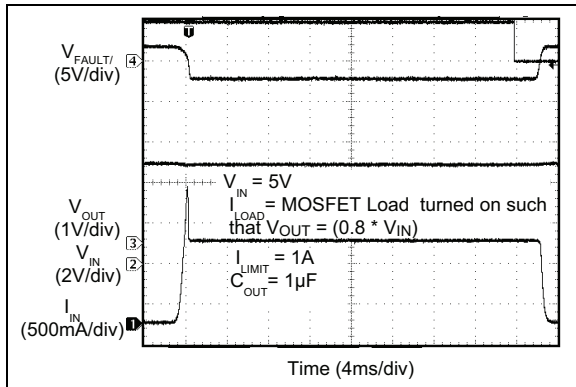 T
V_FAULT/
(5V/div)
4
V_IN = 5V
I_LOAD = MOSFET Load turned on such
that VOUT = (0.8 * V_IN)
I_LIMIT = 1A
C_OUT = 1µF
V_OUT
(1V/div)
3
V_IN
(2V/div)
2
I_IN
(500mA/div)
1
Time (4ms/div)